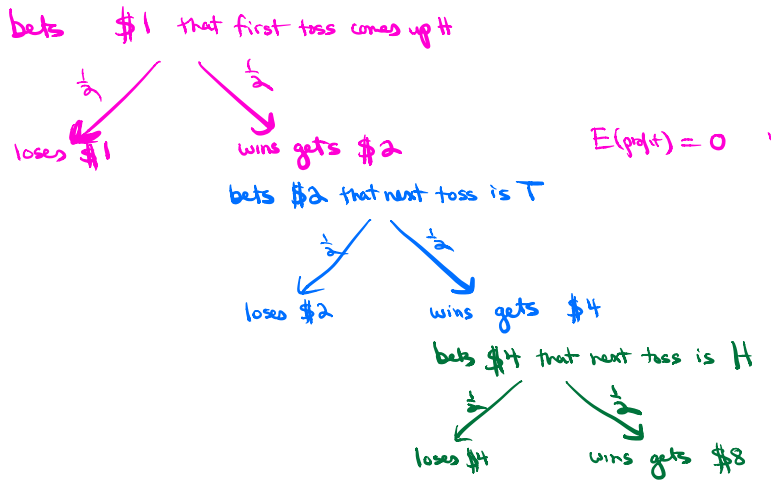 bets $1 that first toss comes up H
1/2 1/2
loses $1 wins gets $2
E(profit) = 0
bets $2 that next toss is T
1/2 1/2
loses $2 wins gets $4
bets $4 that next toss is H
1/2 1/2
loses $4 wins gets $8